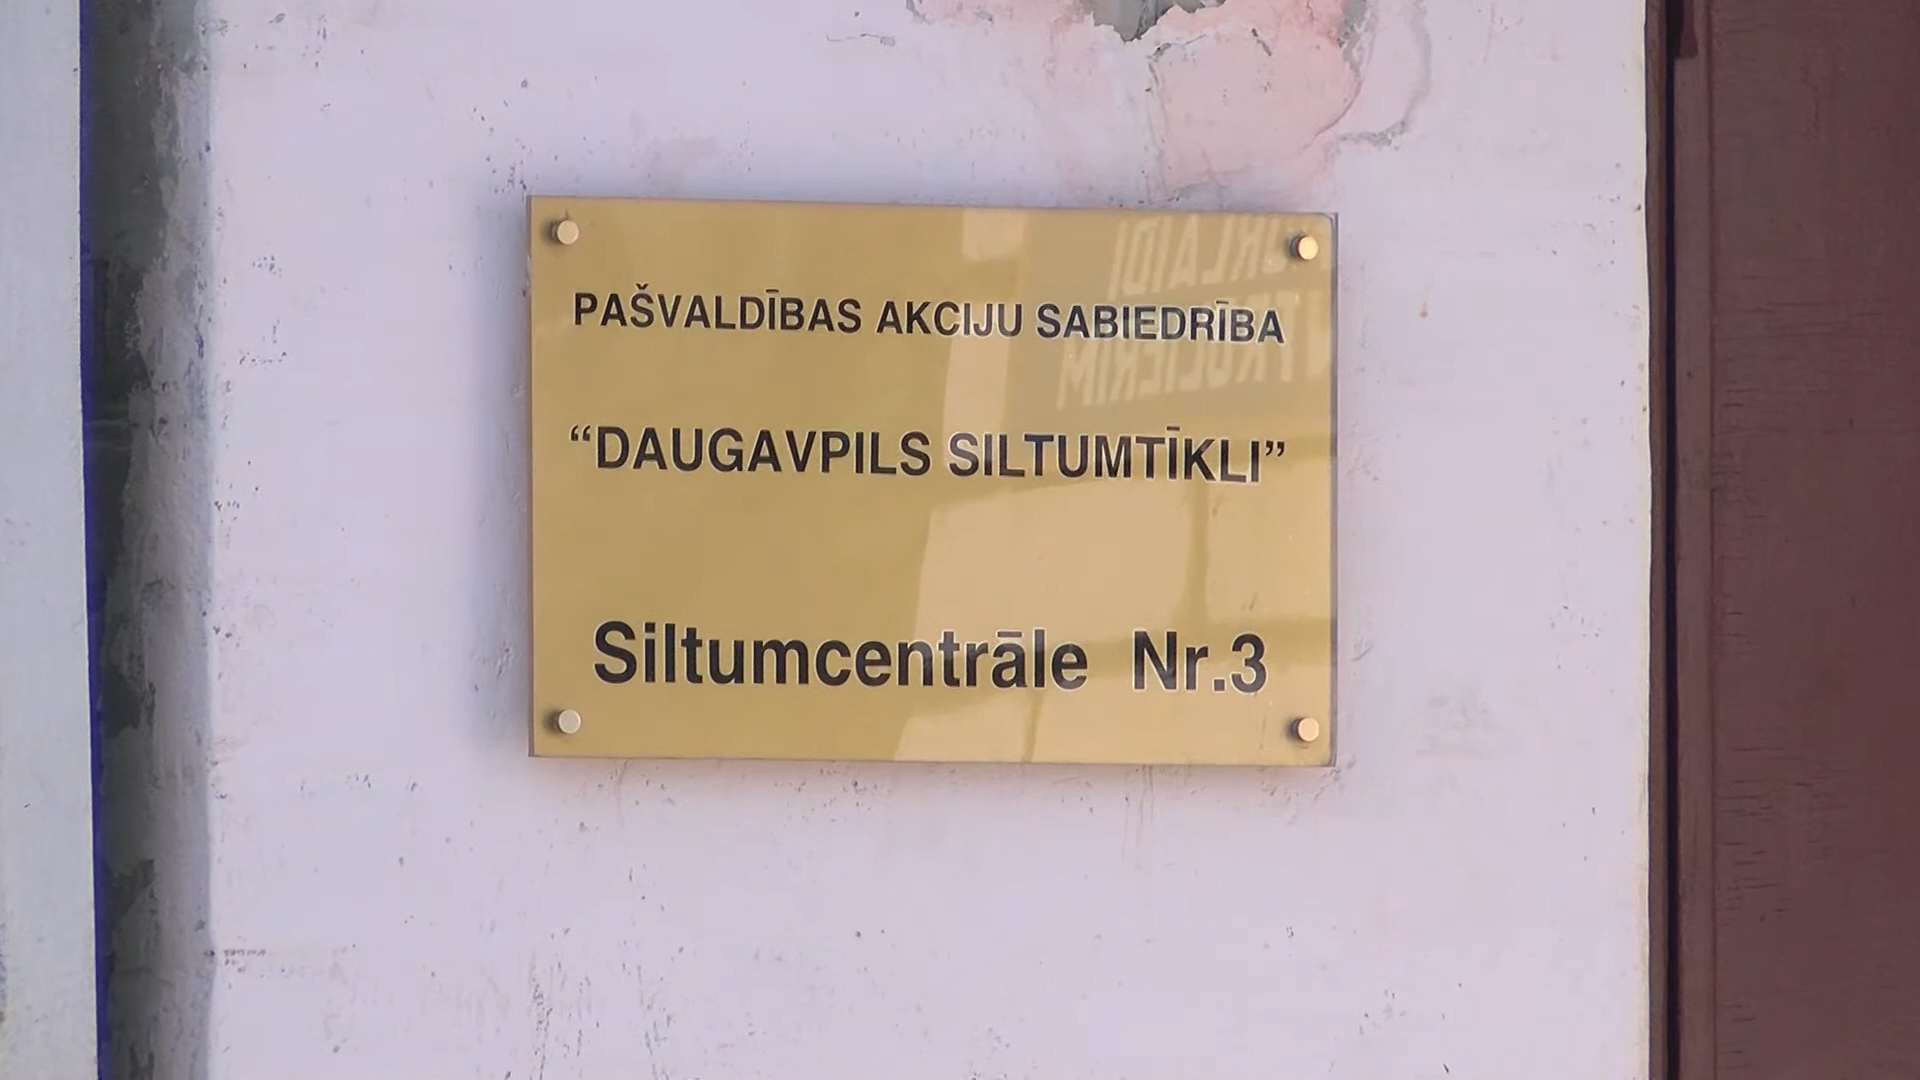 PAŠVALDĪBAS AKCIJU SABIEDRĪBA
“DAUGAVPILS SILTUMTĪKLI”
Siltumcentrāle Nr.3